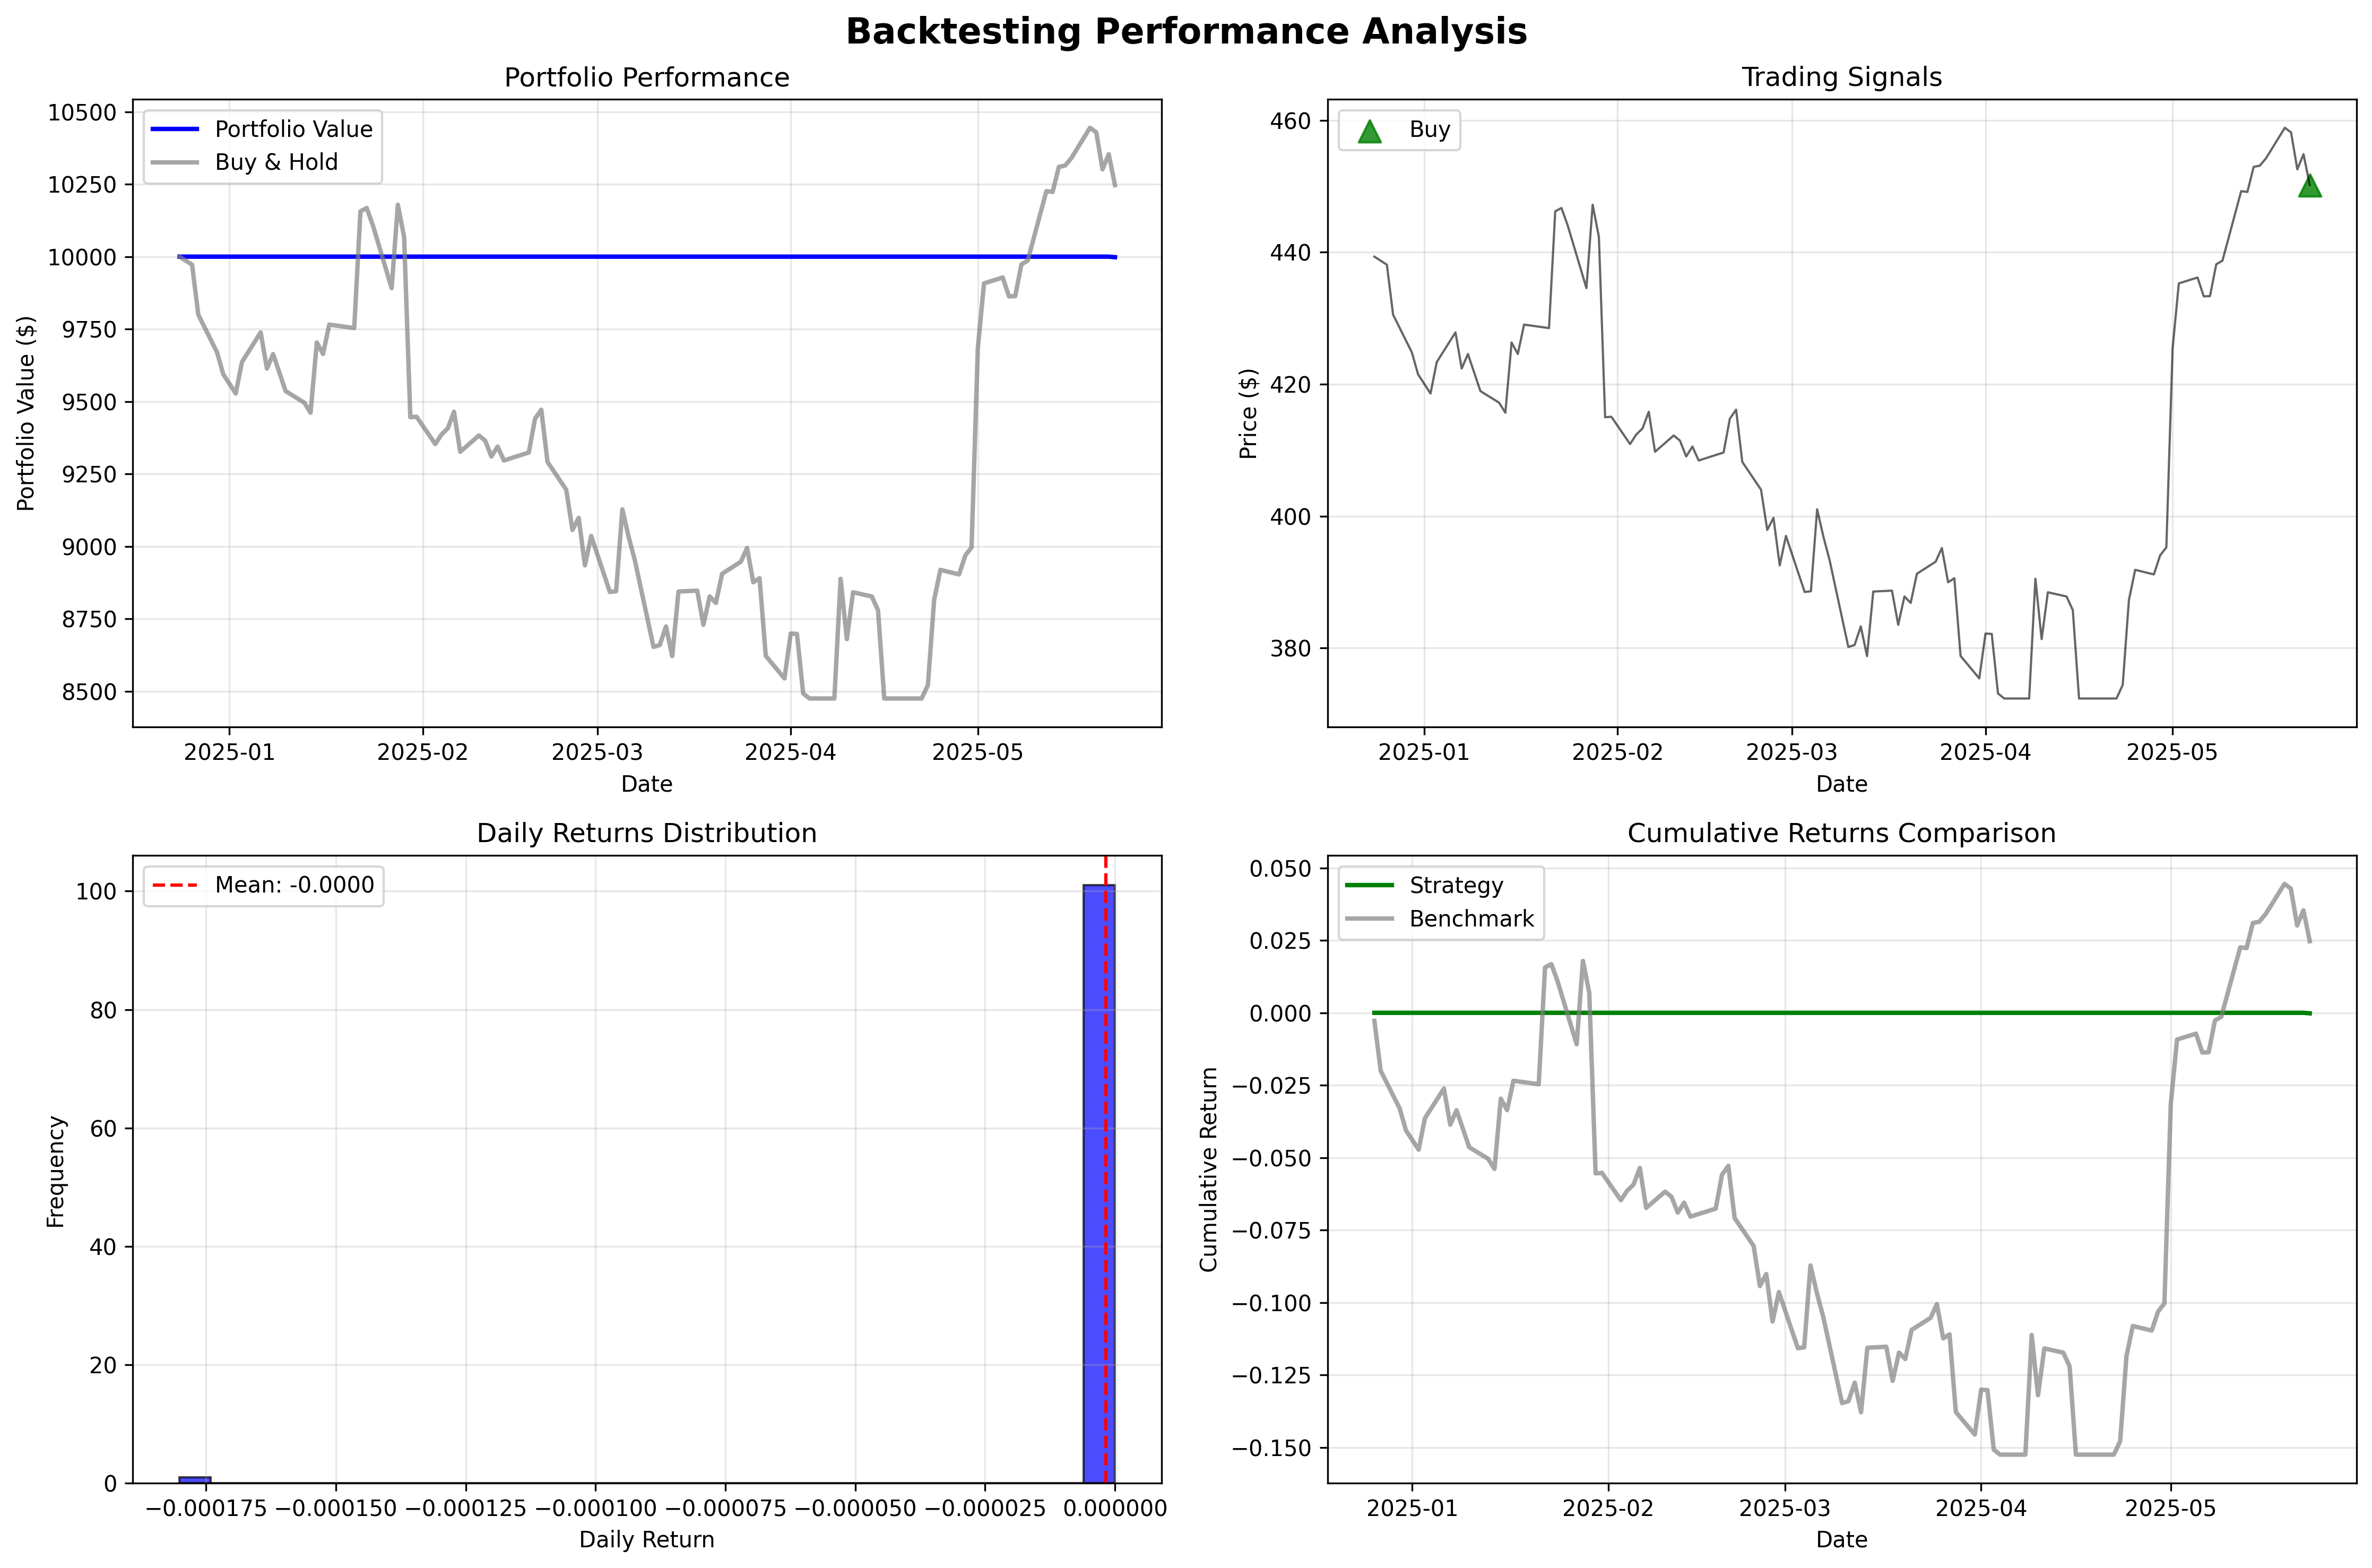 Backtesting Performance Analysis
Portfolio Performance
Portfolio Value
Buy & Hold
10500
10250
10000
9750
9500
9250
9000
8750
8500
Portfolio Value ($)
2025-01 2025-02 2025-03 2025-04 2025-05
Date
Trading Signals
Buy
460
440
420
400
380
Price ($)
2025-01 2025-02 2025-03 2025-04 2025-05
Date
Daily Returns Distribution
Mean: -0.0000
100
80
60
40
20
0
Frequency
−0.000175 −0.000150 −0.000125 −0.000100 −0.000075 −0.000050 −0.000025 0.000000
Daily Return
Cumulative Returns Comparison
Strategy
Benchmark
0.050
0.025
0.000
−0.025
−0.050
−0.075
−0.100
−0.125
−0.150
Cumulative Return
2025-01 2025-02 2025-03 2025-04 2025-05
Date